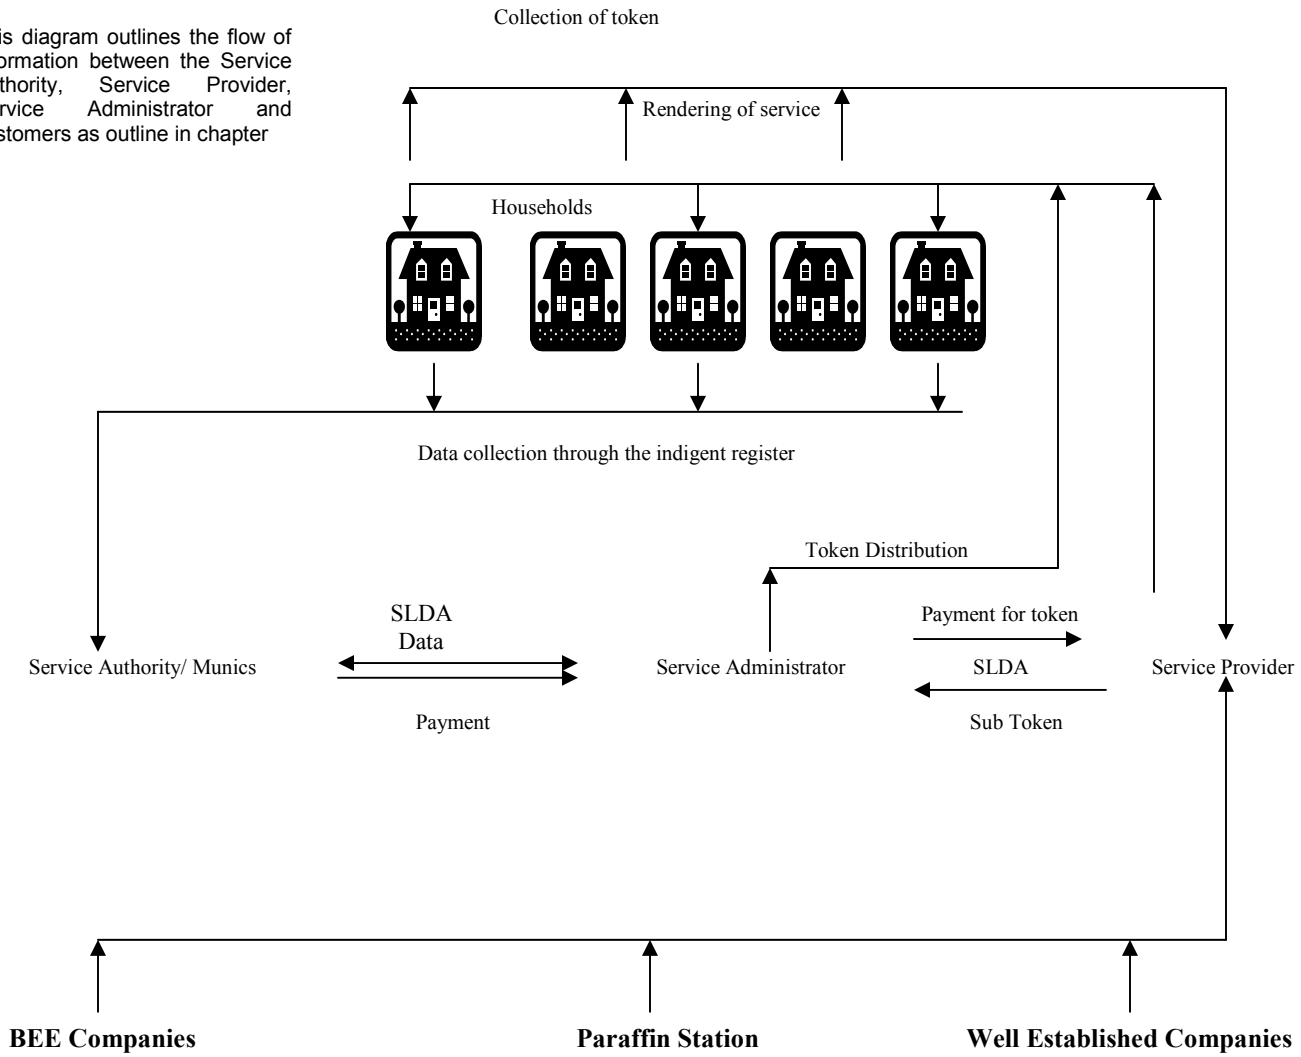 Collection of token
is diagram outlines the flow of
ormation between the Service
thority, Service Provider,
rvice Administrator and
stomers as outline in chapter
Rendering of service
Households
Data collection through the indigent register
Token Distribution
SLDA
Data
Payment for token
Service Authority/ Munics
Service Administrator
SLDA
Service Provider
Payment
Sub Token
BEE Companies
Paraffin Station
Well Established Companies